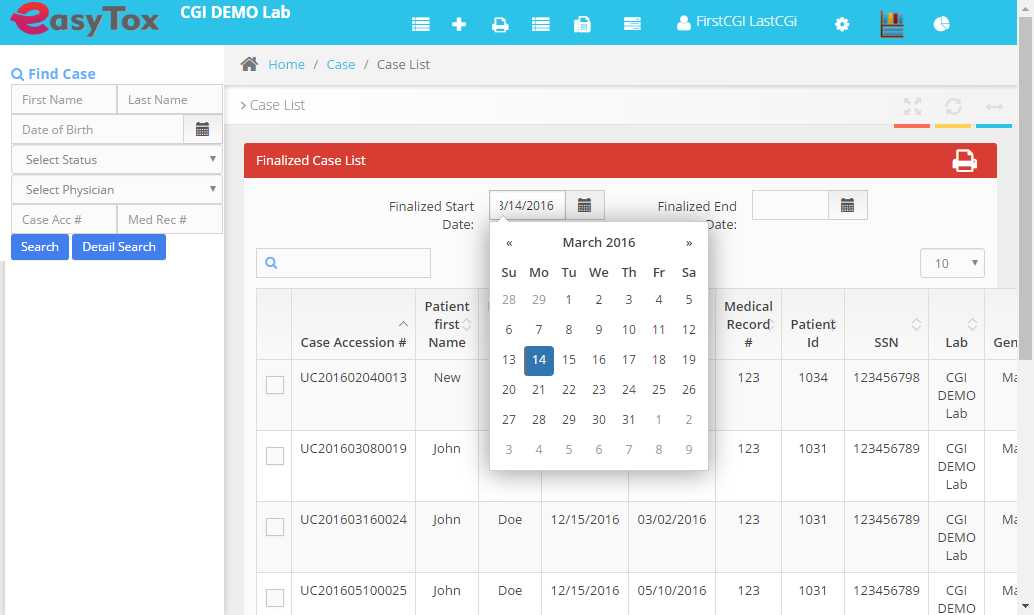 easyTox
CGI DEMO Lab
FirstCGI LastCGI
Find Case
First Name
Last Name
Date of Birth
Select Status
Select Physician
Case Acc #
Med Rec #
Search
Detail Search
Home / Case / Case List
Case List
Finalized Case List
Finalized Start
Date:
3/14/2016
Finalized End
Date:
« March 2016 »
Su Mo Tu We Th Fr Sa
28 29 1 2 3 4 5
6 7 8 9 10 11 12
13 14 15 16 17 18 19
20 21 22 23 24 25 26
27 28 29 30 31 1 2
3 4 5 6 7 8 9
10
Case Accession #
Patient
first
Name
Medical
Record
#
Patient
Id
SSN
Lab
Gen
UC201602040013 New 123 1034 123456798 CGI Ma
DEMO
Lab
UC201603080019 John 123 1031 123456789 CGI Ma
DEMO
Lab
UC201603160024 John Doe 12/15/2016 03/02/2016 123 1031 123456789 CGI Ma
DEMO
Lab
UC201605100025 John Doe 12/15/2016 05/10/2016 123 1031 123456789 CGI Ma
DEMO
Lab